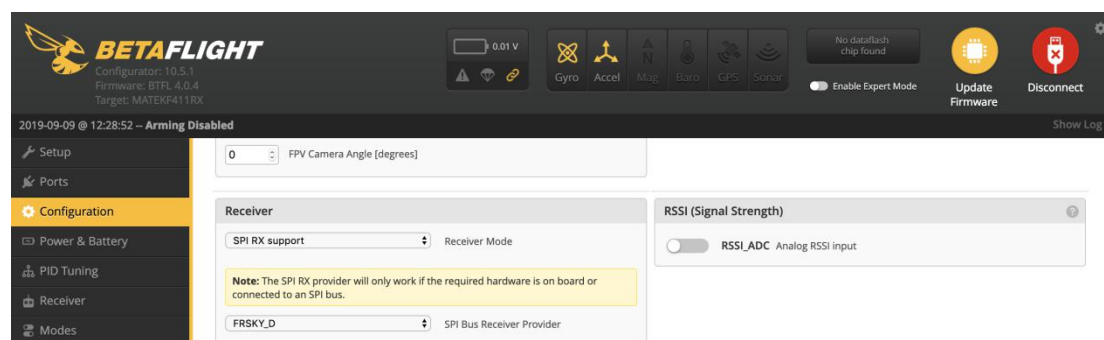 BETAFLIGHT
Configurator: 10.5.1
Firmware: BTFL 4.0.4
Target: MATEKF411RX
0.01 V
Gyro Accel Mag Baro GPS Sonar
No dataflash
chip found
Enable Expert Mode
Update
Firmware
Disconnect
2019-09-09 @ 12:28:52 -- Arming Disabled
Show Log
Setup
Ports
Configuration
Power & Battery
PID Tuning
Receiver
Modes
0 FPV Camera Angle [degrees]
Receiver
SPI RX support Receiver Mode
Note: The SPI RX provider will only work if the required hardware is on board or
connected to an SPI bus.
FRSKY_D SPI Bus Receiver Provider
RSSI (Signal Strength)
RSSI_ADC Analog RSSI input